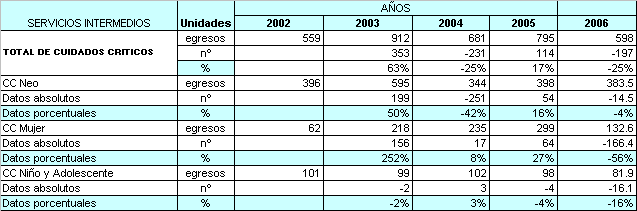 SERVICIOS INTERMEDIOS Unidades AÑOS
2002 2003 2004 2005 2006
TOTAL DE CUIDADOS CRITICOS egresos 559 912 681 795 598
nº 353 -231 114 -197
% 63% -25% 17% -25%
CC Neo egresos 396 595 344 398 383.5
Datos absolutos nº 199 -251 54 -14.5
Datos porcentuales % 50% -42% 16% -4%
CC Mujer egresos 62 218 235 299 132.6
Datos absolutos nº 156 17 64 -166.4
Datos porcentuales % 252% 8% 27% -56%
CC Niño y Adolescente egresos 101 99 102 98 81.9
Datos absolutos nº -2 3 -4 -16.1
Datos porcentuales % -2% 3% -4% -16%